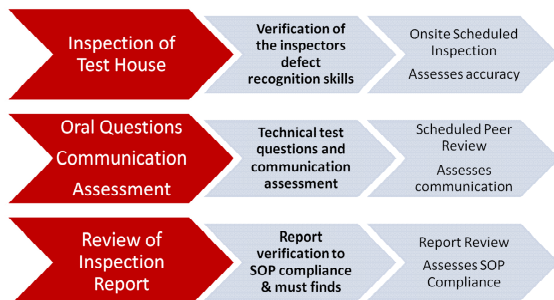 Inspection of
Test House
Verification of
the inspectors
defect
recognition skills
Onsite Scheduled
Inspection
Assesses accuracy
Oral Questions
Communication
Assessment
Technical test
questions and
communication
assessment
Scheduled Peer
Review
Assesses
communication
Review of
Inspection
Report
Report
verification to
SOP compliance
& must finds
Report Review
Assesses SOP
Compliance